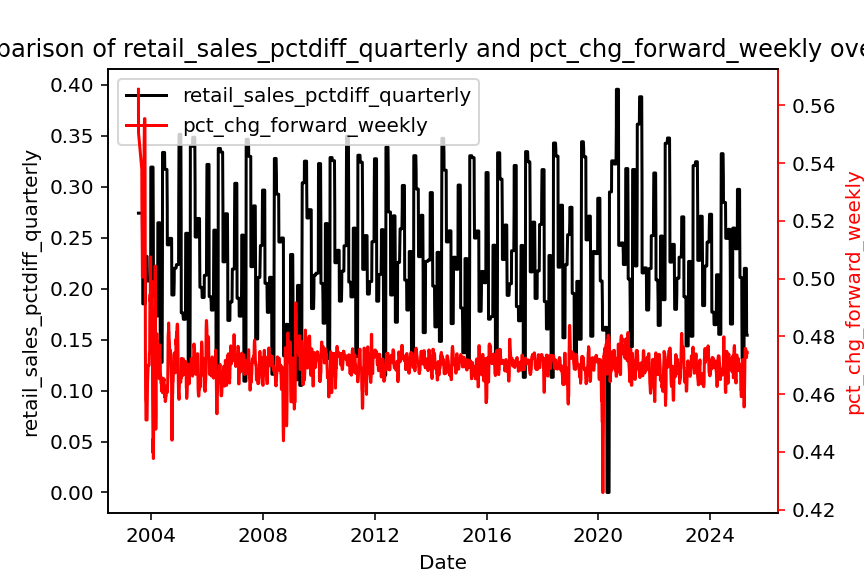 parison of retail_sales_pctdiff_quarterly and pct_chg_forward_weekly ove
retail_sales_pctdiff_quarterly
pct_chg_forward_weekly
0.40
0.35
0.30
0.25
0.20
0.15
0.10
0.05
0.00
retail_sales_pctdiff_quarterly
0.56
0.54
0.52
0.50
0.48
0.46
0.44
0.42
pct_chg_forward_weekly
2004 2008 2012 2016 2020 2024
Date